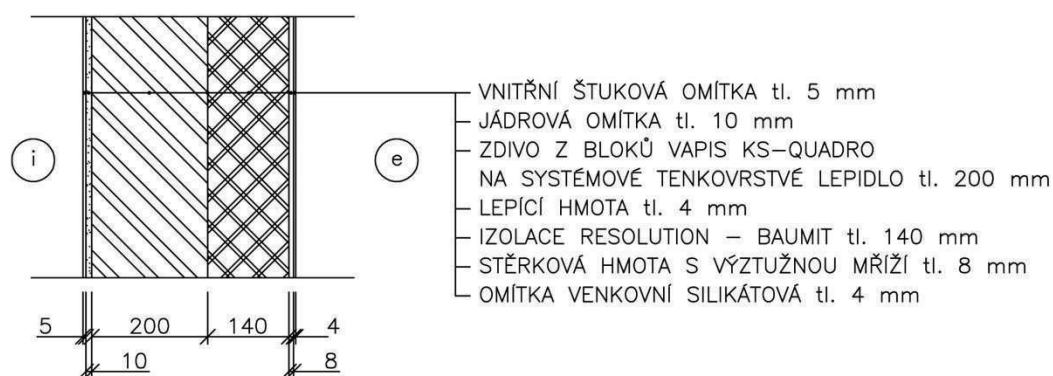 VNITŘNÍ ŠTUKOVÁ OMÍTKA tl. 5 mm
JÁDROVÁ OMÍTKA tl. 10 mm
ZDIVO Z BLOKŮ VAPIS KS-QUADRO
NA SYSTÉMOVÉ TENKOVRSTVÉ LEPIDLO tl. 200 mm
LEPÍCÍ HMOTA tl. 4 mm
IZOLACE RESOLUTION – BAUMIT tl. 140 mm
STĚRKOVÁ HMOTA S VÝZTUŽNOU MŘÍŽÍ tl. 8 mm
OMÍTKA VENKOVNÍ SILIKÁTOVÁ tl. 4 mm
i
e
5 200 140 4
10 8